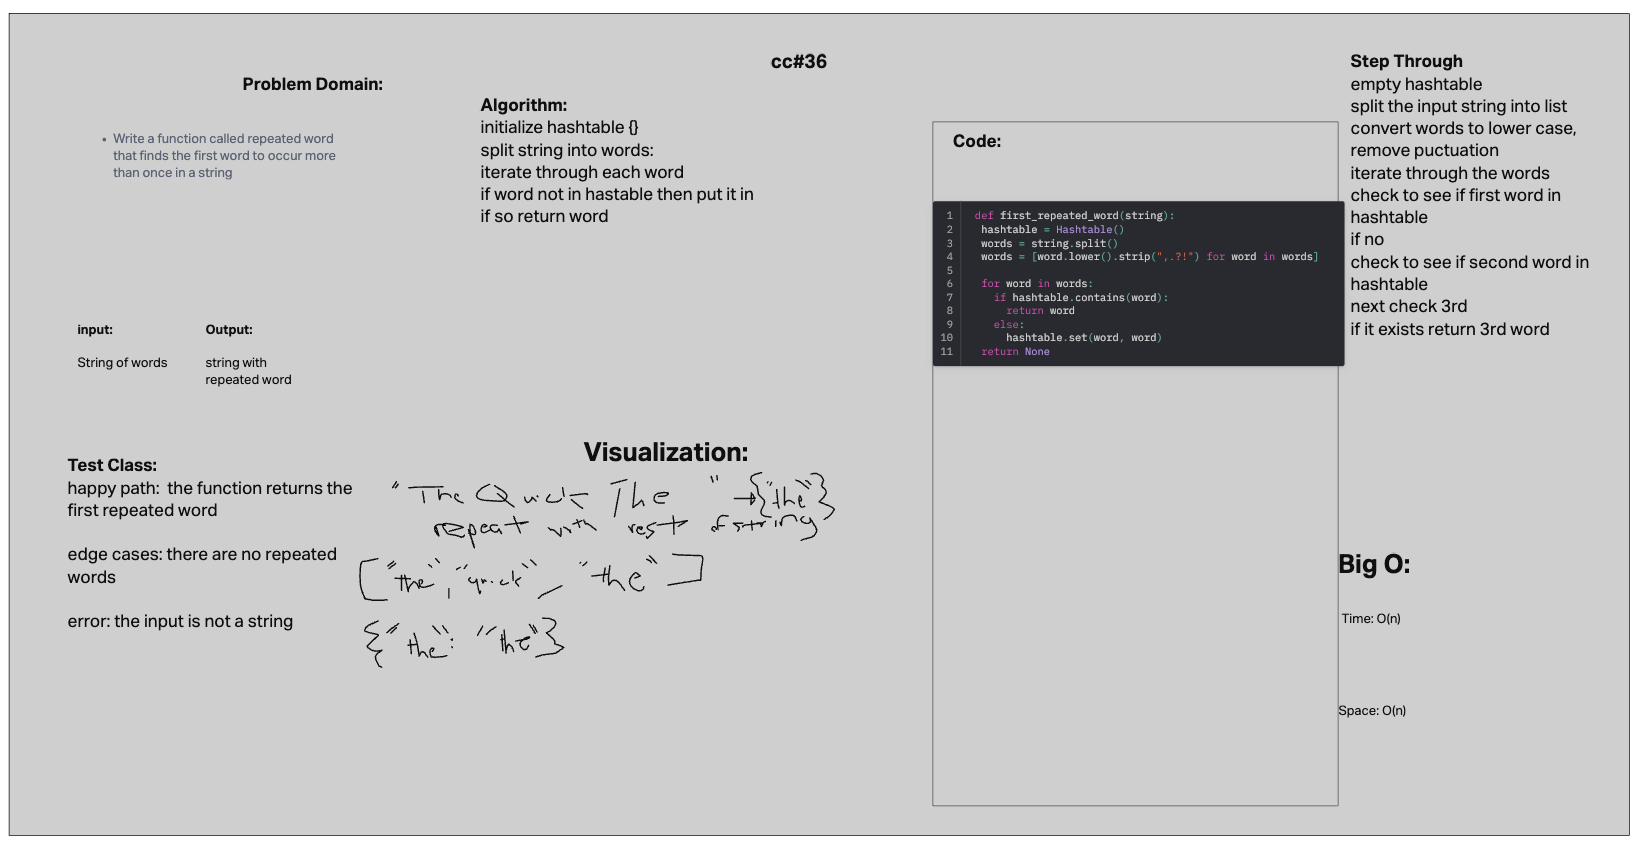 cc#36
Problem Domain:
• Write a function called repeated word
that finds the first word to occur more
than once in a string
Algorithm:
initialize hashtable {}
split string into words:
iterate through each word
if word not in hastable then put it in
if so return word
input:
String of words
Output:
string with
repeated word
Test Class:
happy path:  the function returns the
first repeated word
edge cases: there are no repeated
words
error: the input is not a string
Visualization:
"The Quick The " → {"the"}
repeat with rest of string
["the", "quick", "the"]
{"the": "the"}
Code:
1 def first_repeated_word(string):
2 hashtable = Hashtable()
3 words = string.split()
4 words = [word.lower().strip(",.?!") for word in words]
5
6 for word in words:
7 if hashtable.contains(word):
8 return word
9 else:
10 hashtable.set(word, word)
11 return None
Step Through
empty hashtable
split the input string into list
convert words to lower case,
remove puctuation
iterate through the words
check to see if first word in
hashtable
if no
check to see if second word in
hashtable
next check 3rd
if it exists return 3rd word
Big O:
Time: O(n)
Space: O(n)